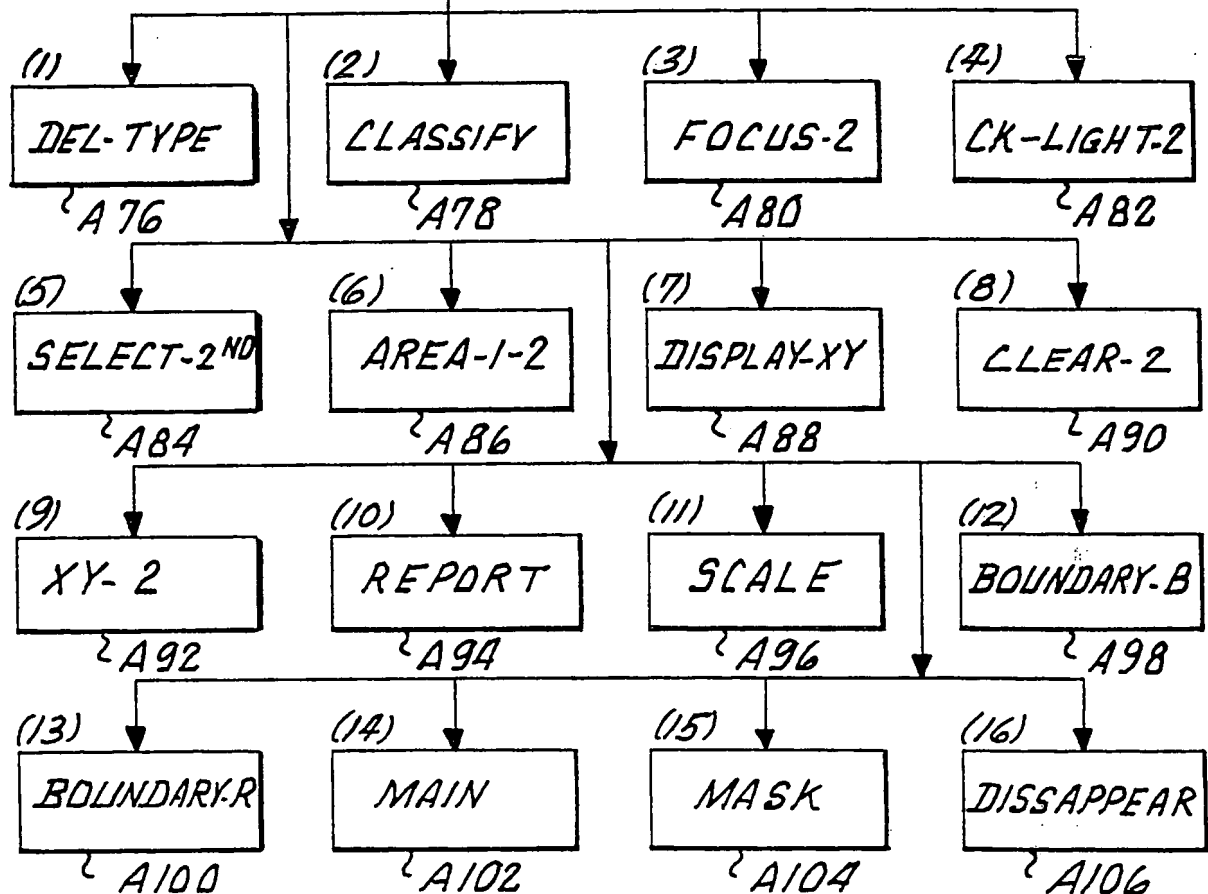 (1) (2) (3) (4)
DEL-TYPE CLASSIFY FOCUS-2 CK-LIGHT-2
A76 A78 A80 A82
(5) (6) (7) (8)
SELECT-2ND AREA-1-2 DISPLAY-XY CLEAR-2
A84 A86 A88 A90
(9) (10) (11) (12)
XY-2 REPORT SCALE BOUNDARY-B
A92 A94 A96 A98
(13) (14) (15) (16)
BOUNDARY-R MAIN MASK DISSAPPEAR
A100 A102 A104 A106